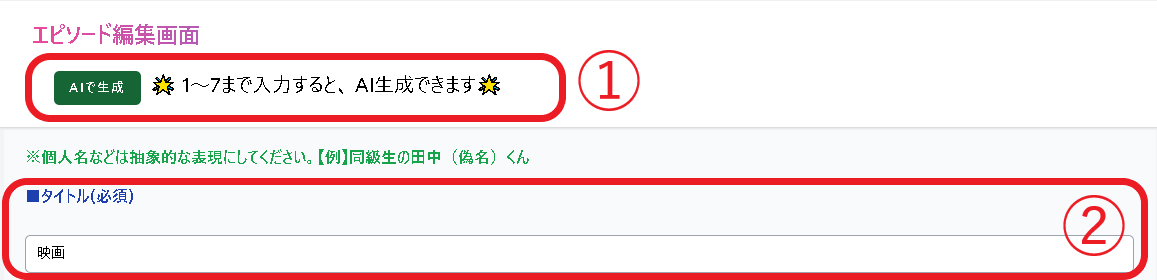 エピソード編集画面
AIで生成 🌟 1～7まで入力すると、AI生成できます🌟
①
※個人名などは抽象的な表現にしてください。【例】同級生の田中（偽名）くん
■タイトル(必須)
②
映画